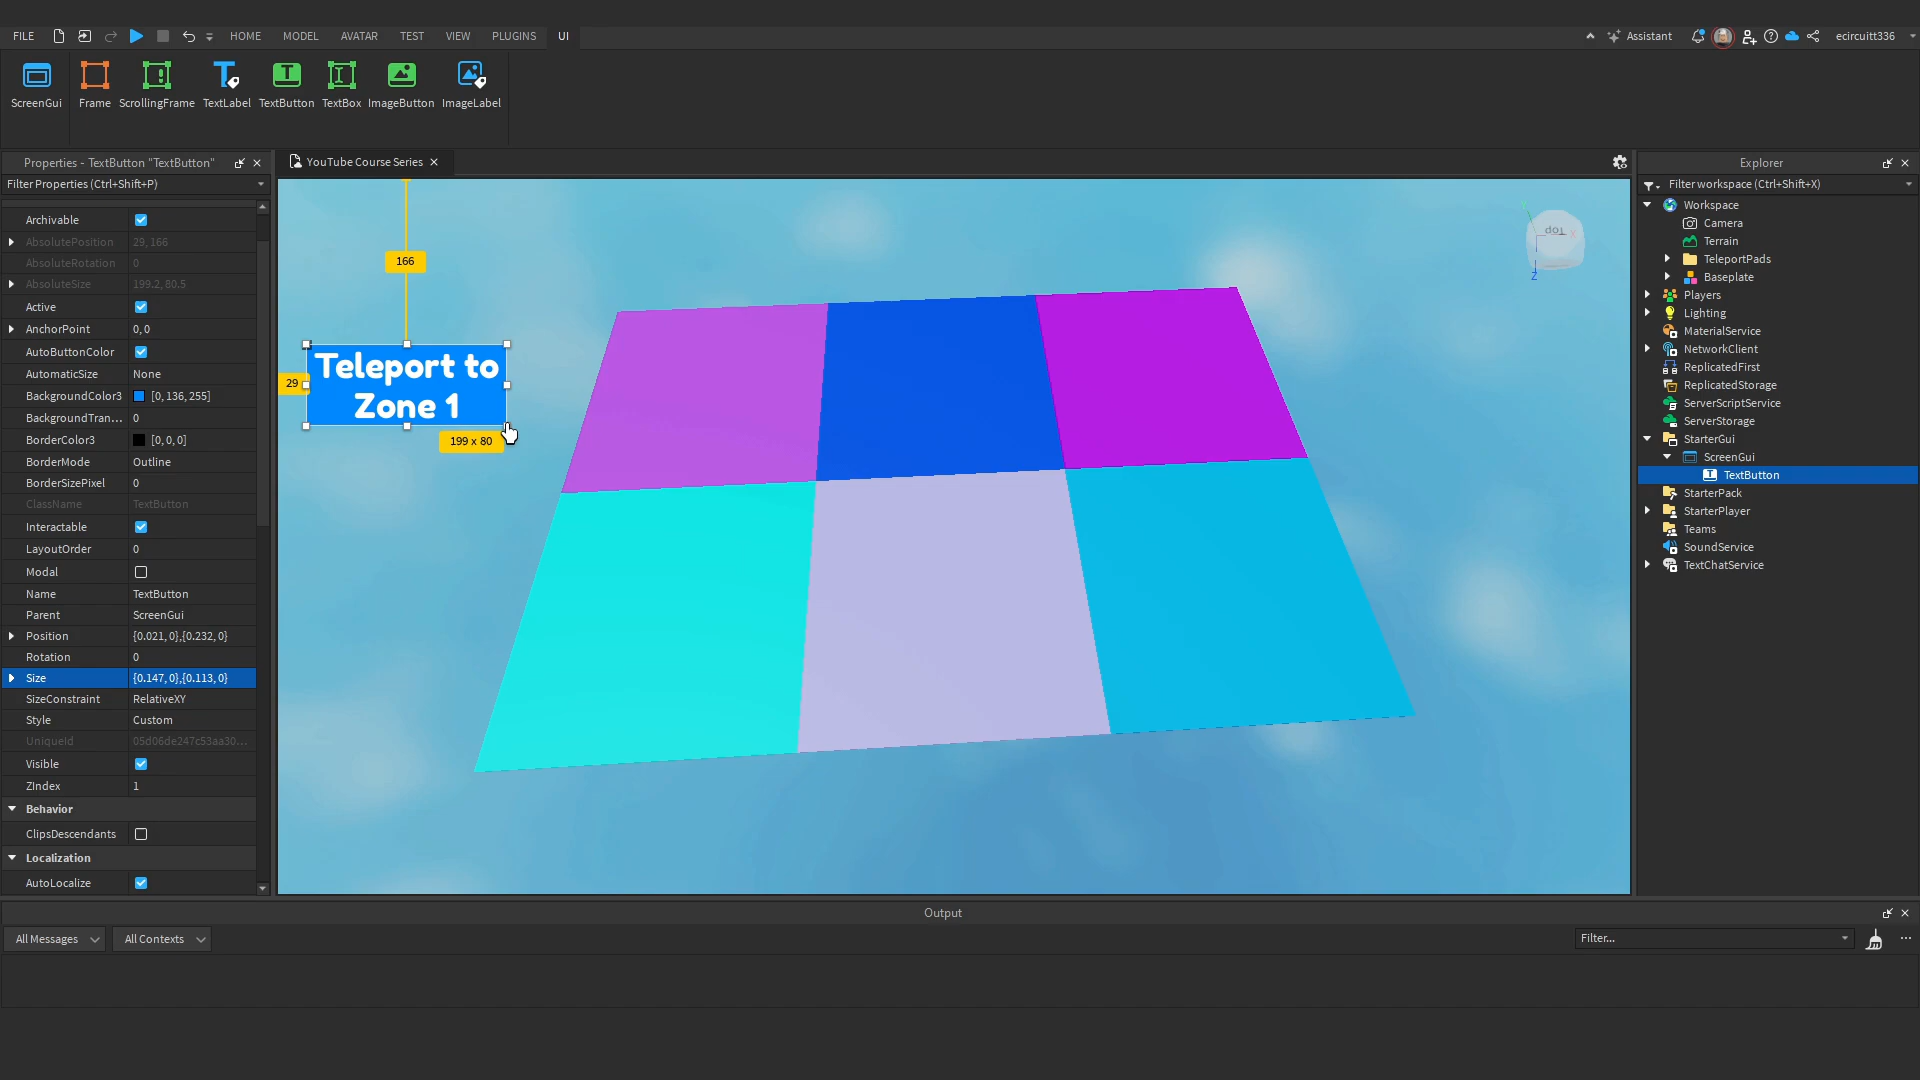 FILE HOME MODEL AVATAR TEST VIEW PLUGINS UI Assistant ecircuitt336
ScreenGui Frame ScrollingFrame TextLabel TextButton TextBox ImageButton ImageLabel
Properties - TextButton "TextButton"
Filter Properties (Ctrl+Shift+P)
Archivable
AbsolutePosition 29, 166
AbsoluteRotation 0
AbsoluteSize 199.2, 80.5
Active
AnchorPoint 0, 0
AutoButtonColor
AutomaticSize None
BackgroundColor3 [0, 136, 255]
BackgroundTran... 0
BorderColor3 [0, 0, 0]
BorderMode Outline
BorderSizePixel 0
ClassName TextButton
Interactable
LayoutOrder 0
Modal
Name TextButton
Parent ScreenGui
Position {0.021, 0},{0.232, 0}
Rotation 0
Size {0.147, 0},{0.113, 0}
SizeConstraint RelativeXY
Style Custom
UniqueId 05d06de247c53aa30...
Visible
ZIndex 1
Behavior
ClipsDescendants
Localization
AutoLocalize
YouTube Course Series
166
29
Teleport to
Zone 1
199 x 80
Top
X
Y
Z
Explorer
Filter workspace (Ctrl+Shift+X)
Workspace
Camera
Terrain
TeleportPads
Baseplate
Players
Lighting
MaterialService
NetworkClient
ReplicatedFirst
ReplicatedStorage
ServerScriptService
ServerStorage
StarterGui
ScreenGui
TextButton
StarterPack
StarterPlayer
Teams
SoundService
TextChatService
Output
All Messages All Contexts Filter...